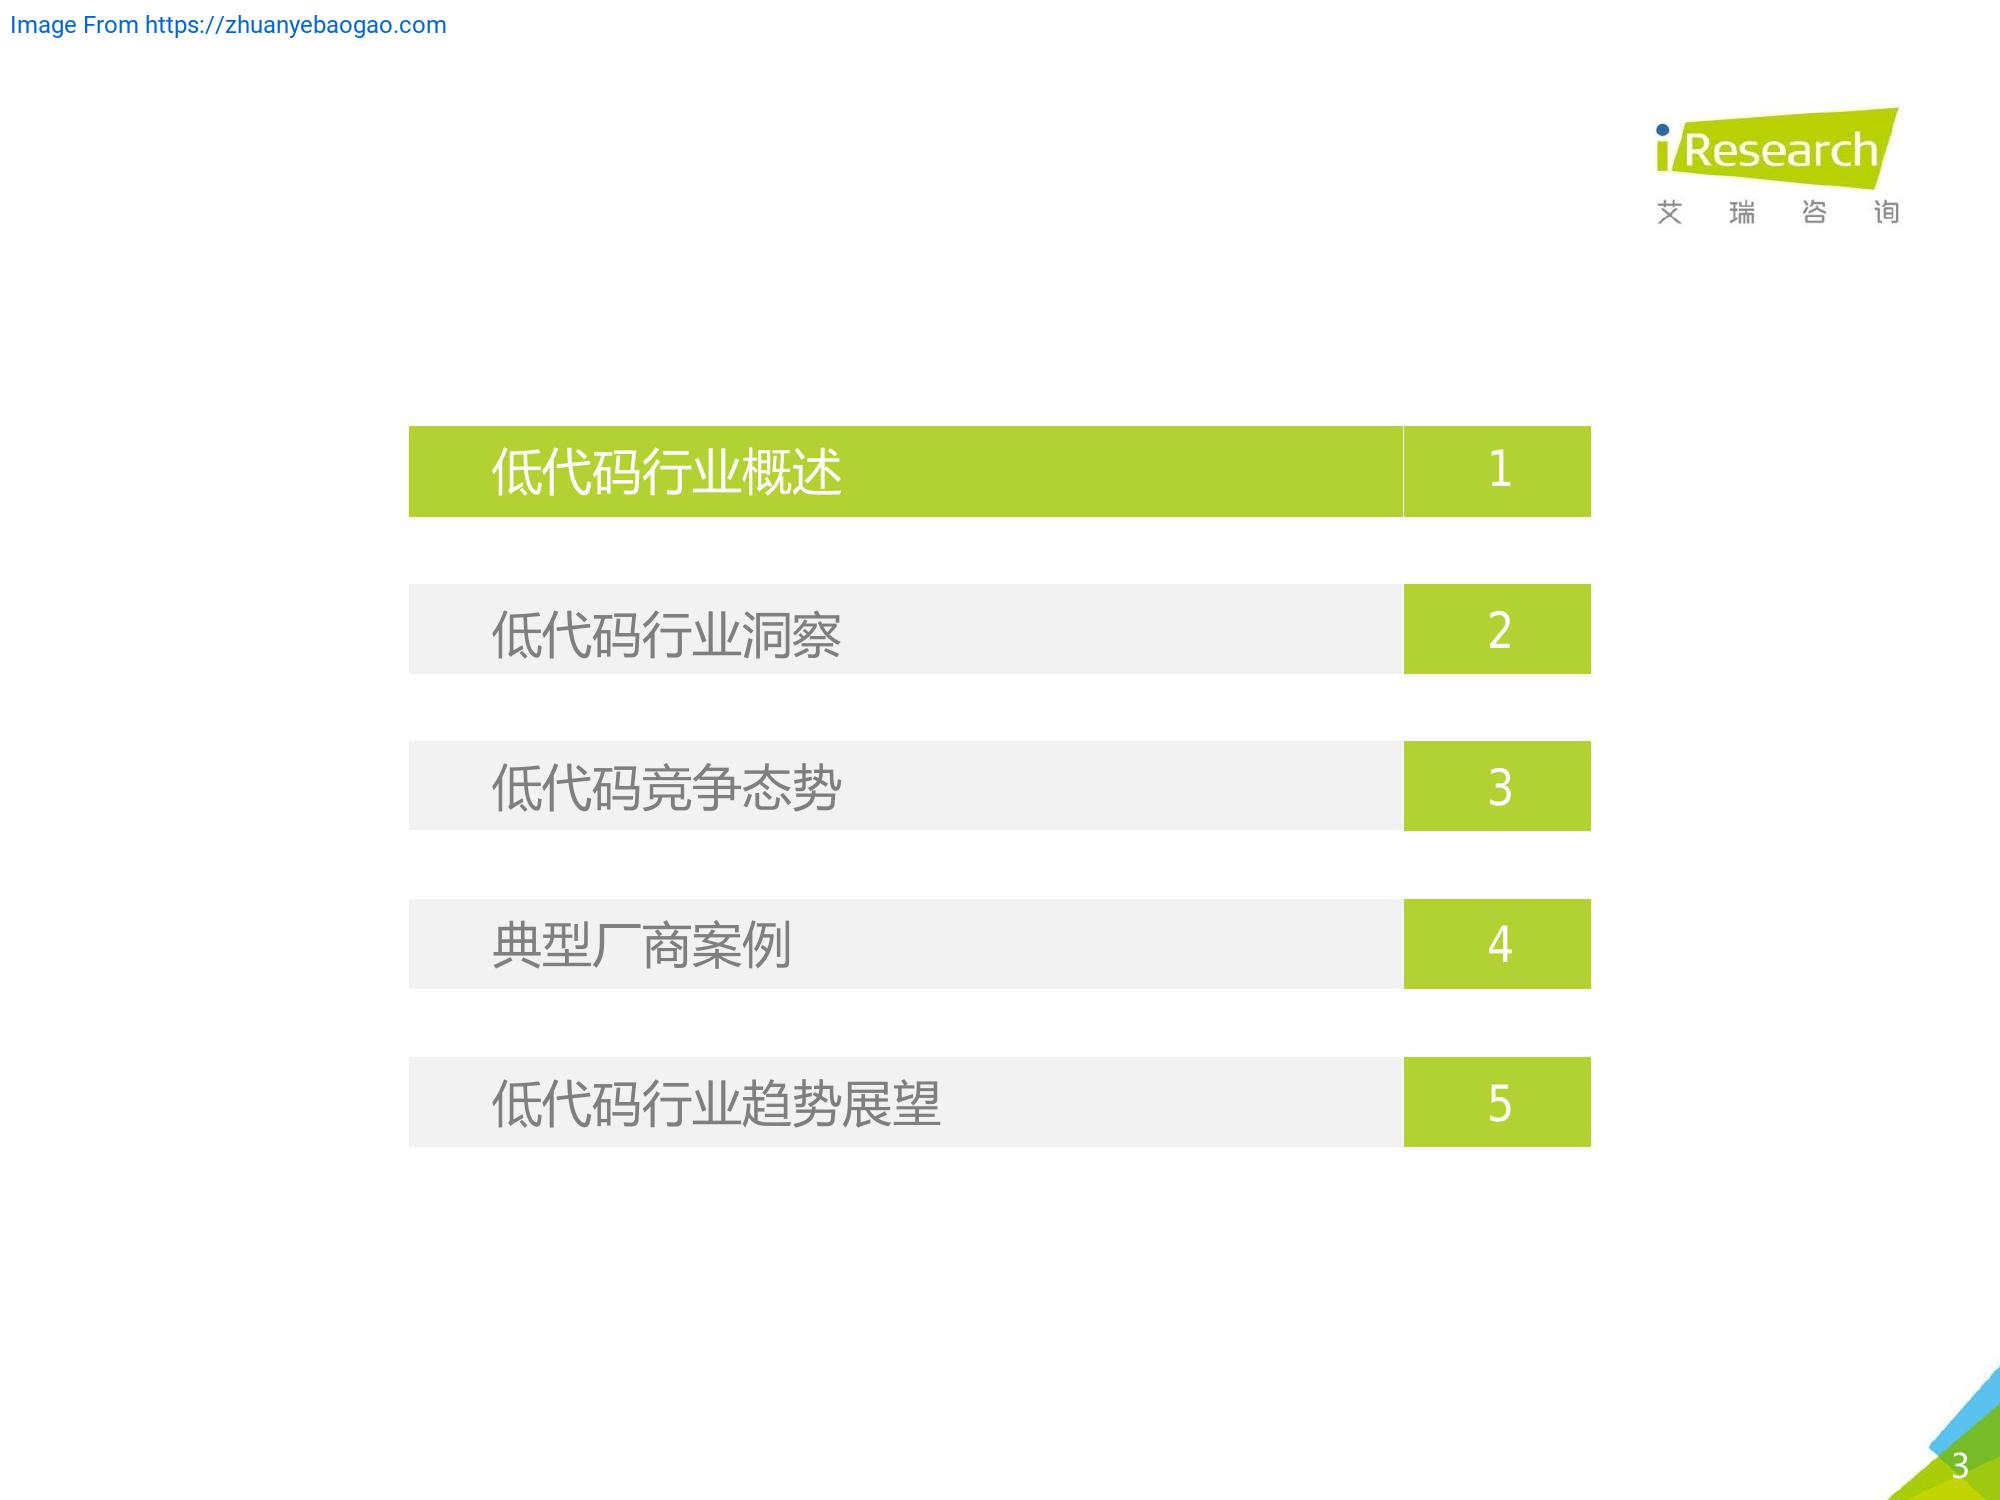 Image From https://zhuanyebaogao.com
iResearch
艾瑞咨询
低代码行业概述 1
低代码行业洞察 2
低代码竞争态势 3
典型厂商案例 4
低代码行业趋势展望 5
3